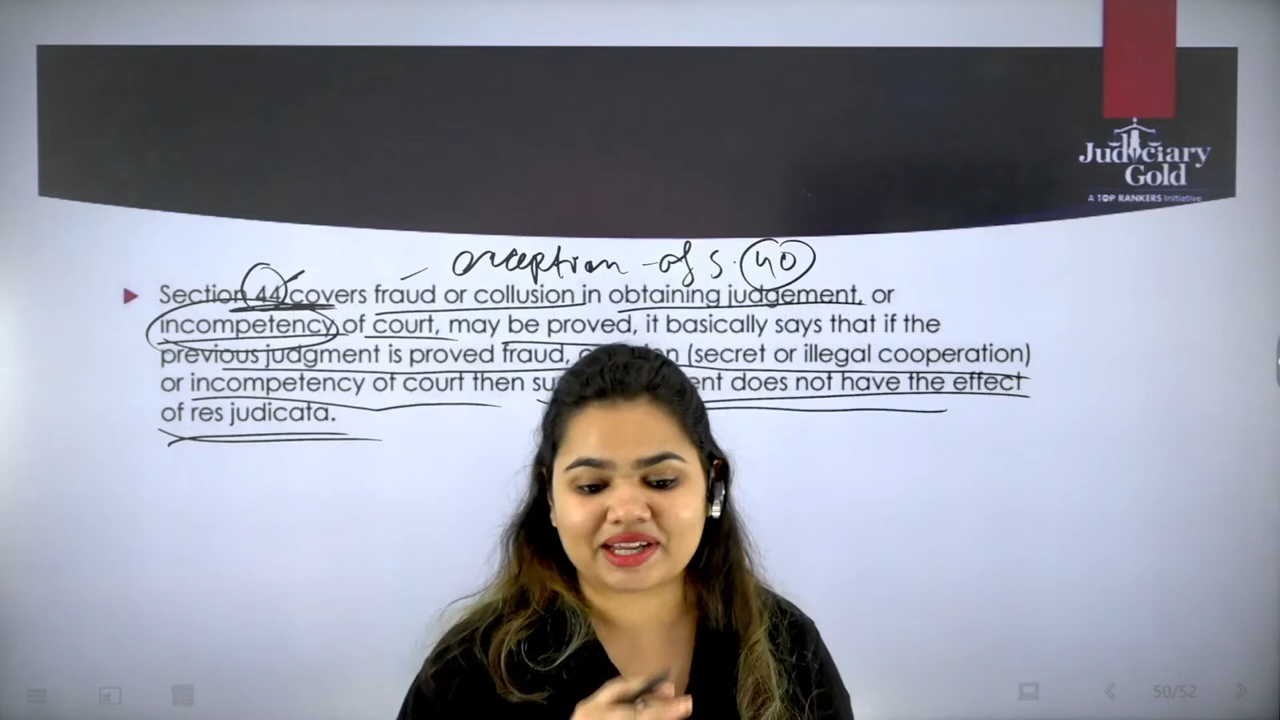 Judiciary
Gold
A TOP RANKERS Initiative
exception of S. 40
Section 44 covers fraud or collusion in obtaining judgement, or
incompetency of court, may be proved, it basically says that if the
previous judgment is proved fraud, (secret or illegal cooperation)
or incompetency of court then does not have the effect
of res judicata.
50/52